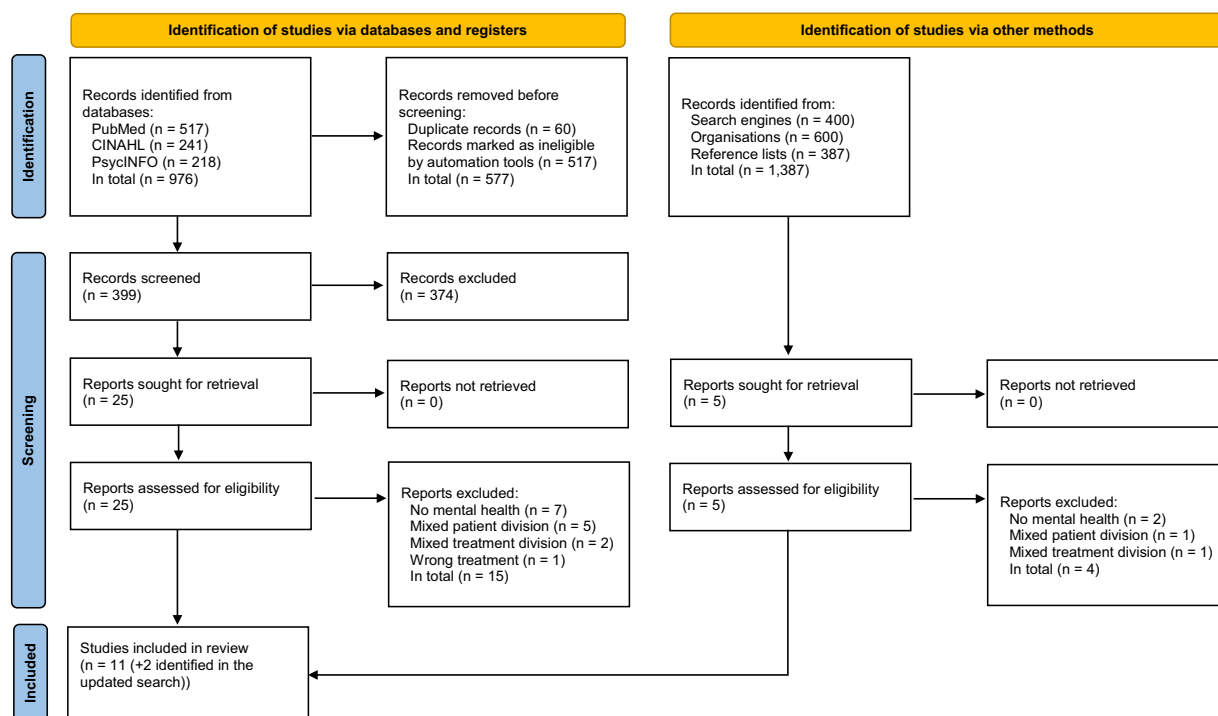 Identification of studies via databases and registers
Identification of studies via other methods
Identification
Records identified from
databases:
PubMed (n = 517)
CINAHL (n = 241)
PsycINFO (n = 218)
In total (n = 976)
Records removed before
screening:
Duplicate records (n = 60)
Records marked as ineligible
by automation tools (n = 517)
In total (n = 577)
Records identified from:
Search engines (n = 400)
Organisations (n = 600)
Reference lists (n = 387)
In total (n = 1,387)
Screening
Records screened
(n = 399)
Records excluded
(n = 374)
Reports sought for retrieval
(n = 25)
Reports not retrieved
(n = 0)
Reports sought for retrieval
(n = 5)
Reports not retrieved
(n = 0)
Reports assessed for eligibility
(n = 25)
Reports excluded:
No mental health (n = 7)
Mixed patient division (n = 5)
Mixed treatment division (n = 2)
Wrong treatment (n = 1)
In total (n = 15)
Reports assessed for eligibility
(n = 5)
Reports excluded:
No mental health (n = 2)
Mixed patient division (n = 1)
Mixed treatment division (n = 1)
In total (n = 4)
Included
Studies included in review
(n = 11 (+2 identified in the
updated search))